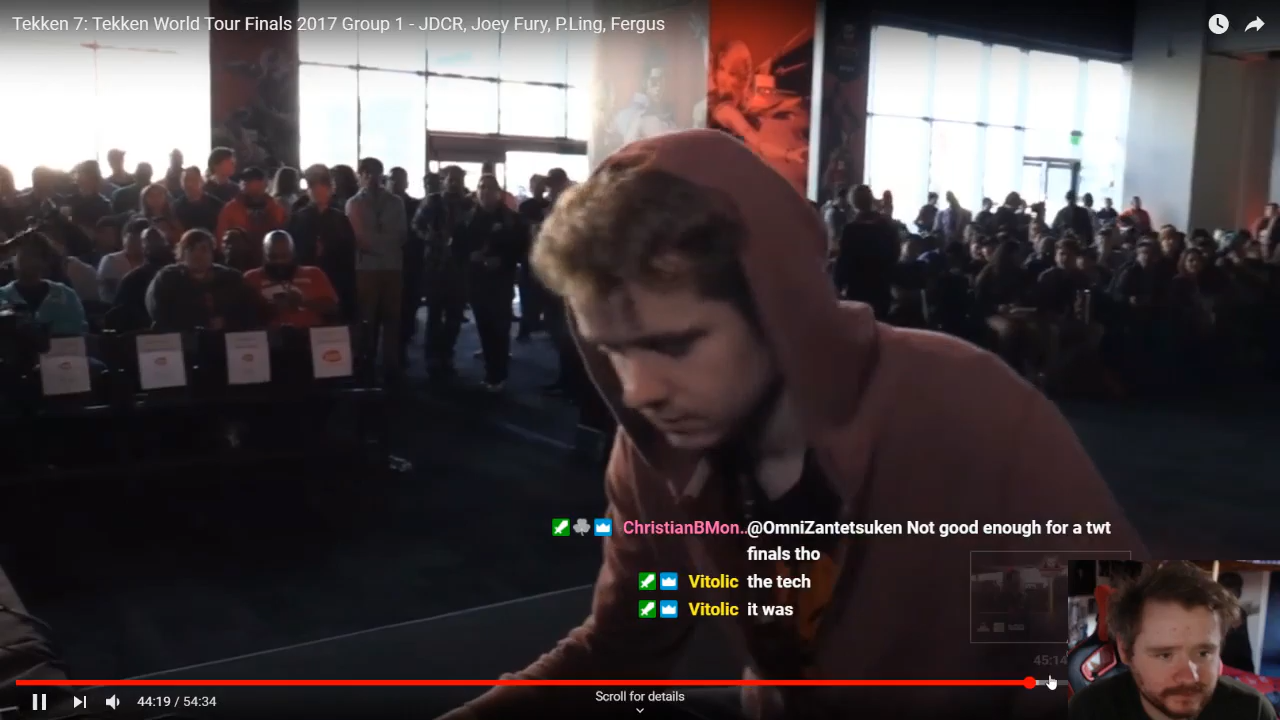 Tekken 7: Tekken World Tour Finals 2017 Group 1 - JDCR, Joey Fury, P.Ling, Fergus
ChristianBMon.. @OmniZantetsuken Not good enough for a twt
finals tho
Vitolic the tech
Vitolic it was
45:14
44:19 / 54:34
Scroll for details